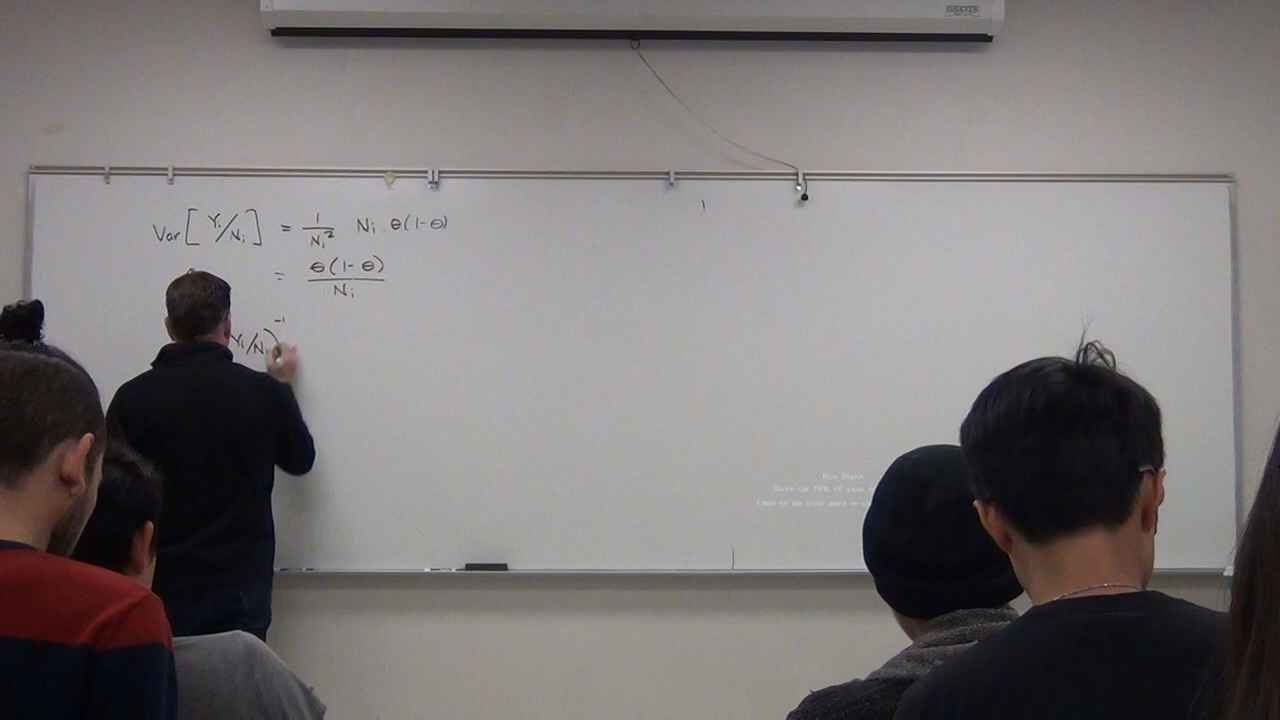 Var[Yi/Ni] = 1/Ni² Ni θ(1-θ)
= θ(1-θ)/Ni
Yi/Ni)⁻¹